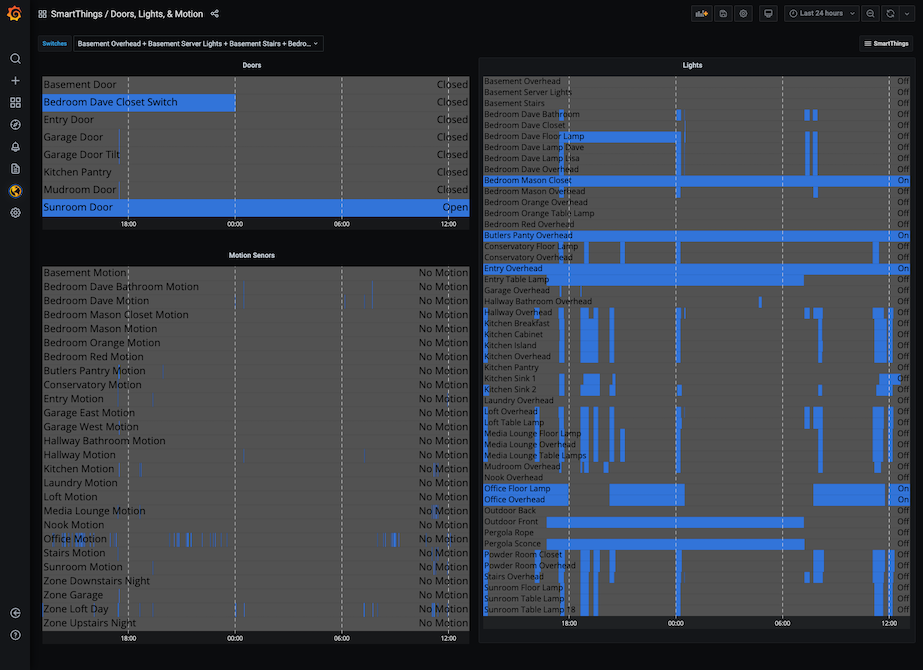 SmartThings / Doors, Lights, & Motion
Last 24 hours
Switches
Basement Overhead + Basement Server Lights + Basement Stairs + Bedro...
SmartThings
Doors
Basement Door Closed
Bedroom Dave Closet Switch
Entry Door Closed
Garage Door Closed
Garage Door Tilt Closed
Kitchen Pantry Closed
Mudroom Door Closed
Sunroom Door Open
18:00 00:00 06:00 12:00
Motion Senors
Basement Motion No Motion
Bedroom Dave Bathroom Motion No Motion
Bedroom Dave Motion No Motion
Bedroom Mason Closet Motion No Motion
Bedroom Mason Motion No Motion
Bedroom Orange Motion No Motion
Bedroom Red Motion No Motion
Butlers Pantry Motion No Motion
Conservatory Motion No Motion
Entry Motion No Motion
Garage East Motion No Motion
Garage West Motion No Motion
Hallway Bathroom Motion No Motion
Hallway Motion No Motion
Kitchen Motion No Motion
Laundry Motion No Motion
Loft Motion No Motion
Media Lounge Motion No Motion
Nook Motion No Motion
Office Motion No Motion
Stairs Motion No Motion
Sunroom Motion No Motion
Zone Downstairs Night No Motion
Zone Garage No Motion
Zone Loft Day No Motion
Zone Upstairs Night No Motion
18:00 00:00 06:00 12:00
Lights
Basement Overhead Off
Basement Server Lights Off
Basement Stairs Off
Bedroom Dave Bathroom Off
Bedroom Dave Closet Off
Bedroom Dave Floor Lamp Off
Bedroom Dave Lamp Dave Off
Bedroom Dave Lamp Lisa Off
Bedroom Dave Overhead Off
Bedroom Mason Closet On
Bedroom Mason Overhead Off
Bedroom Orange Overhead Off
Bedroom Orange Table Lamp Off
Bedroom Red Overhead Off
Butlers Panty Overhead On
Conservatory Floor Lamp Off
Conservatory Overhead Off
Entry Overhead On
Entry Table Lamp Off
Garage Overhead Off
Hallway Bathroom Overhead Off
Hallway Overhead Off
Kitchen Breakfast Off
Kitchen Cabinet Off
Kitchen Island Off
Kitchen Overhead Off
Kitchen Pantry Off
Kitchen Sink 1 Off
Kitchen Sink 2 Off
Laundry Overhead Off
Loft Overhead Off
Loft Table Lamp Off
Media Lounge Floor Lamp Off
Media Lounge Overhead Off
Media Lounge Table Lamps Off
Mudroom Overhead Off
Nook Overhead Off
Office Floor Lamp On
Office Overhead On
Outdoor Back Off
Outdoor Front Off
Pergola Rope Off
Pergola Sconce Off
Powder Room Closet Off
Powder Room Overhead Off
Stairs Overhead Off
Sunroom Floor Lamp Off
Sunroom Table Lamp Off
Sunroom Table Lamp 18 Off
18:00 00:00 06:00 12:00